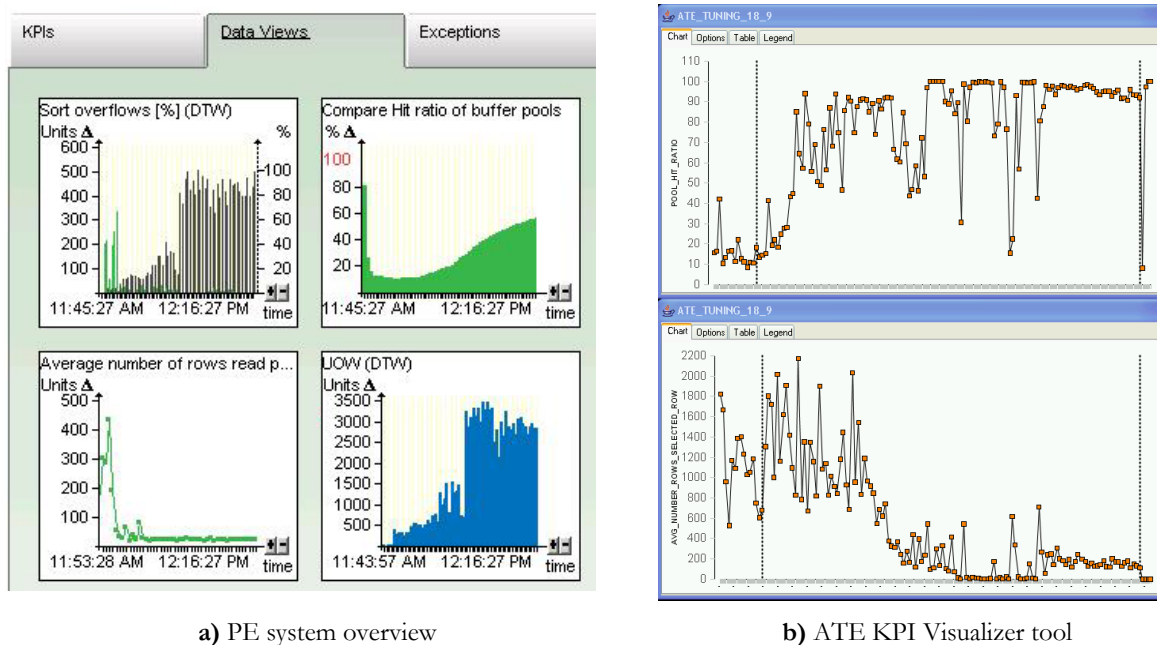 KPIs Data Views Exceptions
Sort overflows [%] (DTW)
Units Δ %
600
500
400
300
200
100
100
80
60
40
20
11:45:27 AM 12:16:27 PM
time
Compare Hit ratio of buffer pools
% Δ
100
80
60
40
20
11:45:27 AM 12:16:27 PM
time
Average number of rows read p...
Units Δ
500
400
300
200
100
11:53:28 AM 12:16:27 PM
time
UOW (DTW)
Units Δ
3500
3000
2500
2000
1500
1000
500
11:43:57 AM 12:16:27 PM
time
a) PE system overview
ATE_TUNING_18_9
Chart Options Table Legend
POOL_HIT_RATIO
110
100
90
80
70
60
50
40
30
20
10
0
ATE_TUNING_18_9
Chart Options Table Legend
AVG_NUMBER_ROWS_SELECTED_ROW
2200
2000
1800
1600
1400
1200
1000
800
600
400
200
0
b) ATE KPI Visualizer tool